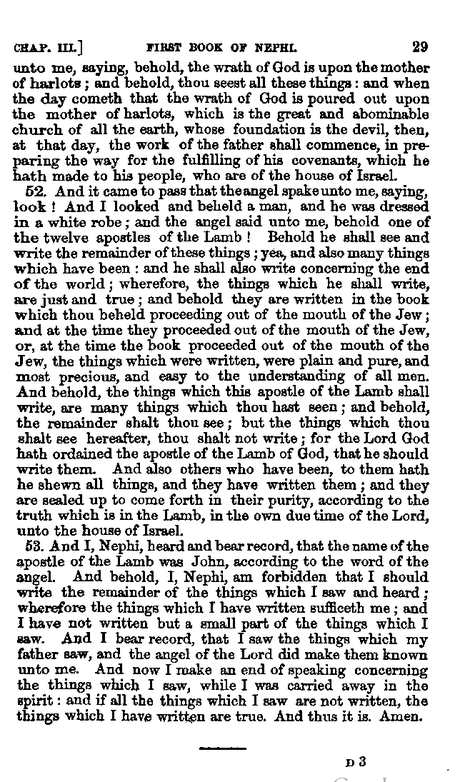 CHAP. III.] FIRST BOOK OF NEPHI. 29
unto me, saying, behold, the wrath of God is upon the mother
of harlots; and behold, thou seest all these things: and when
the day cometh that the wrath of God is poured out upon
the mother of harlots, which is the great and abominable
church of all the earth, whose foundation is the devil, then,
at that day, the work of the father shall commence, in pre-
paring the way for the fulfilling of his covenants, which he
hath made to his people, who are of the house of Israel.
52. And it came to pass that the angel spake unto me, saying,
look! And I looked and beheld a man, and he was dressed
in a white robe; and the angel said unto me, behold one of
the twelve apostles of the Lamb! Behold he shall see and
write the remainder of these things; yea, and also many things
which have been: and he shall also write concerning the end
of the world; wherefore, the things which he shall write,
are just and true; and behold they are written in the book
which thou beheld proceeding out of the mouth of the Jew;
and at the time they proceeded out of the mouth of the Jew,
or, at the time the book proceeded out of the mouth of the
Jew, the things which were written, were plain and pure, and
most precious, and easy to the understanding of all men.
And behold, the things which this apostle of the Lamb shall
write, are many things which thou hast seen; and behold,
the remainder shalt thou see; but the things which thou
shalt see hereafter, thou shalt not write; for the Lord God
hath ordained the apostle of the Lamb of God, that he should
write them. And also others who have been, to them hath
he shewn all things, and they have written them; and they
are sealed up to come forth in their purity, according to the
truth which is in the Lamb, in the own due time of the Lord,
unto the house of Israel.
53. And I, Nephi, heard and bear record, that the name of the
apostle of the Lamb was John, according to the word of the
angel. And behold, I, Nephi, am forbidden that I should
write the remainder of the things which I saw and heard;
wherefore the things which I have written sufficeth me; and
I have not written but a small part of the things which I
saw. And I bear record, that I saw the things which my
father saw, and the angel of the Lord did make them known
unto me. And now I make an end of speaking concerning
the things which I saw, while I was carried away in the
spirit: and if all the things which I saw are not written, the
things which I have written are true. And thus it is. Amen.
D 3